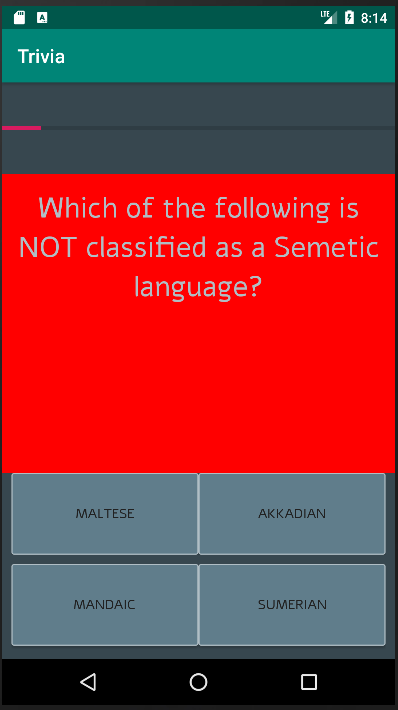 LTE 8:14
Trivia
Which of the following is
NOT classified as a Semetic
language?
MALTESE
AKKADIAN
MANDAIC
SUMERIAN